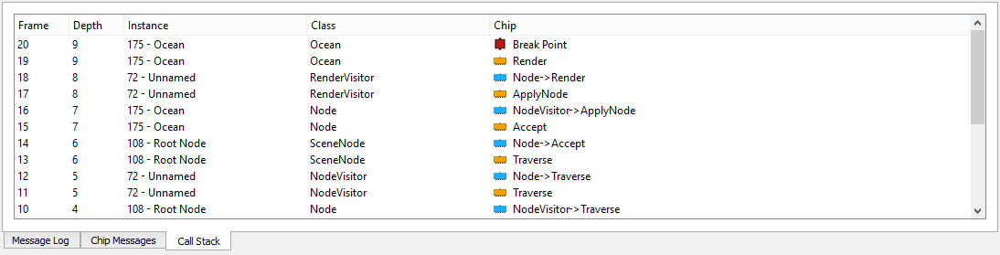 Frame Depth Instance Class Chip
20 9 175 - Ocean Ocean Break Point
19 9 175 - Ocean Ocean Render
18 8 72 - Unnamed RenderVisitor Node->Render
17 8 72 - Unnamed RenderVisitor ApplyNode
16 7 175 - Ocean Node NodeVisitor->ApplyNode
15 7 175 - Ocean Node Accept
14 6 108 - Root Node SceneNode Node->Accept
13 6 108 - Root Node SceneNode Traverse
12 5 72 - Unnamed NodeVisitor Node->Traverse
11 5 72 - Unnamed NodeVisitor Traverse
10 4 108 - Root Node Node NodeVisitor->Traverse
Message Log Chip Messages Call Stack